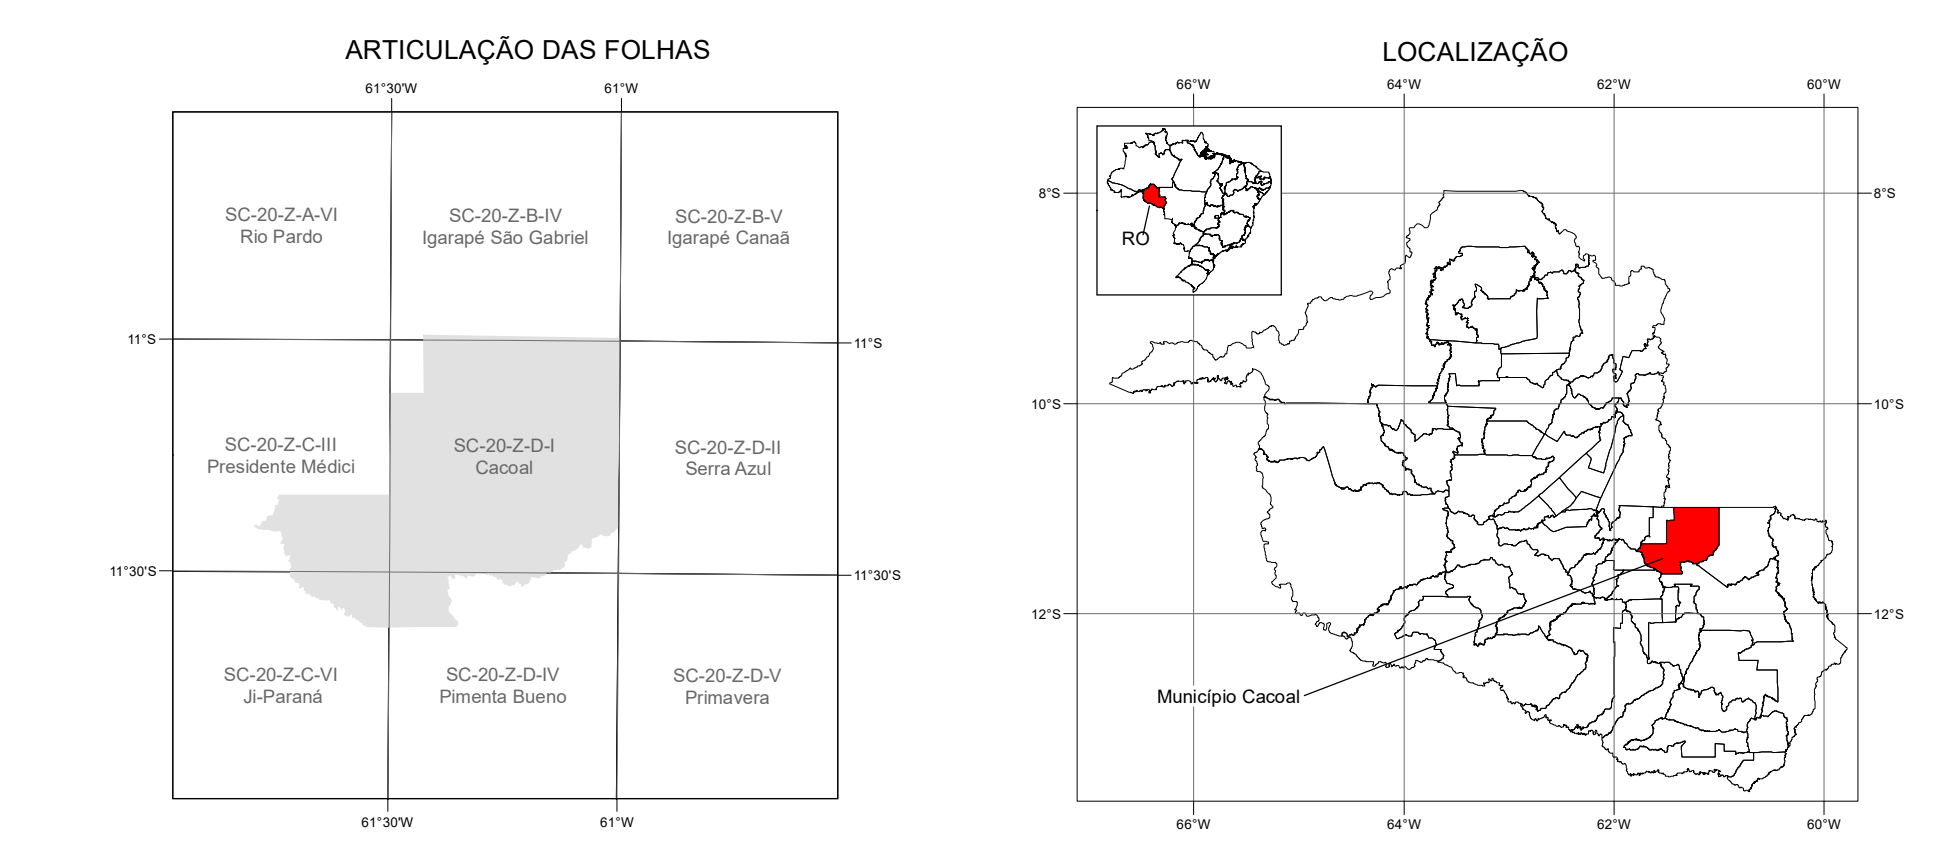 ARTICULAÇÃO DAS FOLHAS
61°30'W
61°W
SC-20-Z-A-VI
Rio Pardo
SC-20-Z-B-IV
Igarapé São Gabriel
SC-20-Z-B-V
Igarapé Canaã
11°S
11°S
SC-20-Z-C-III
Presidente Médici
SC-20-Z-D-I
Cacoal
SC-20-Z-D-II
Serra Azul
11°30'S
11°30'S
SC-20-Z-C-VI
Ji-Paraná
SC-20-Z-D-IV
Pimenta Bueno
SC-20-Z-D-V
Primavera
61°30'W
61°W
LOCALIZAÇÃO
66°W
64°W
62°W
60°W
RO
8°S
8°S
10°S
10°S
12°S
12°S
Município Cacoal
66°W
64°W
62°W
60°W